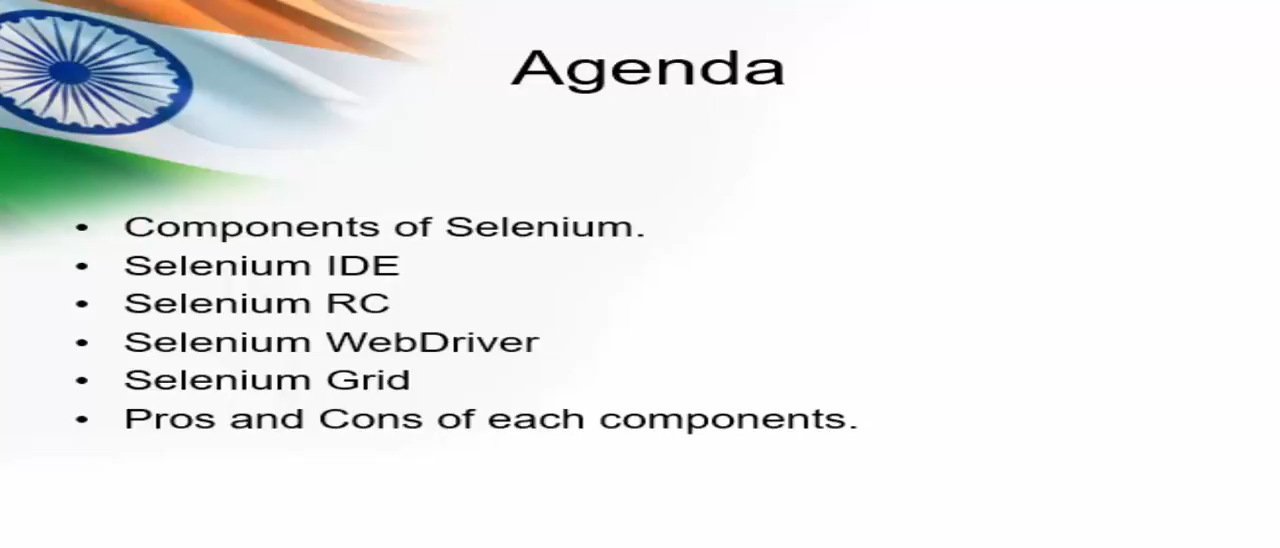 Agenda
• Components of Selenium.
• Selenium IDE
• Selenium RC
• Selenium WebDriver
• Selenium Grid
• Pros and Cons of each components.